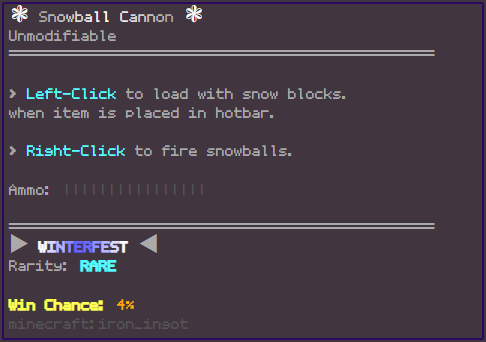 ❃ Snowball Cannon ❃
Unmodifiable
> Left-Click to load with snow blocks.
when item is placed in hotbar.
> Right-Click to fire snowballs.
Ammo: ||||||||||||||||
▶ WINTERFEST ◀
Rarity: RARE
Win Chance: 4%
minecraft:iron_ingot